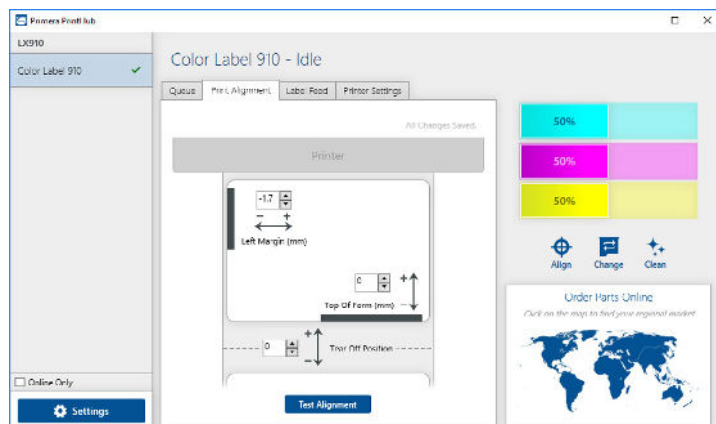 Primera PrintHub
LX910
Color Label 910
Online Only
Settings
Color Label 910 - Idle
Queue Print Alignment Label Feed Printer Settings
All Changes Saved.
Printer
-1.7
- +
Left Margin (mm)
0 +
Top Of Form (mm) -
0 + - Tear Off Position
Test Alignment
50%
50%
50%
Align Change Clean
Order Parts Online
Click on the map to find your regional market